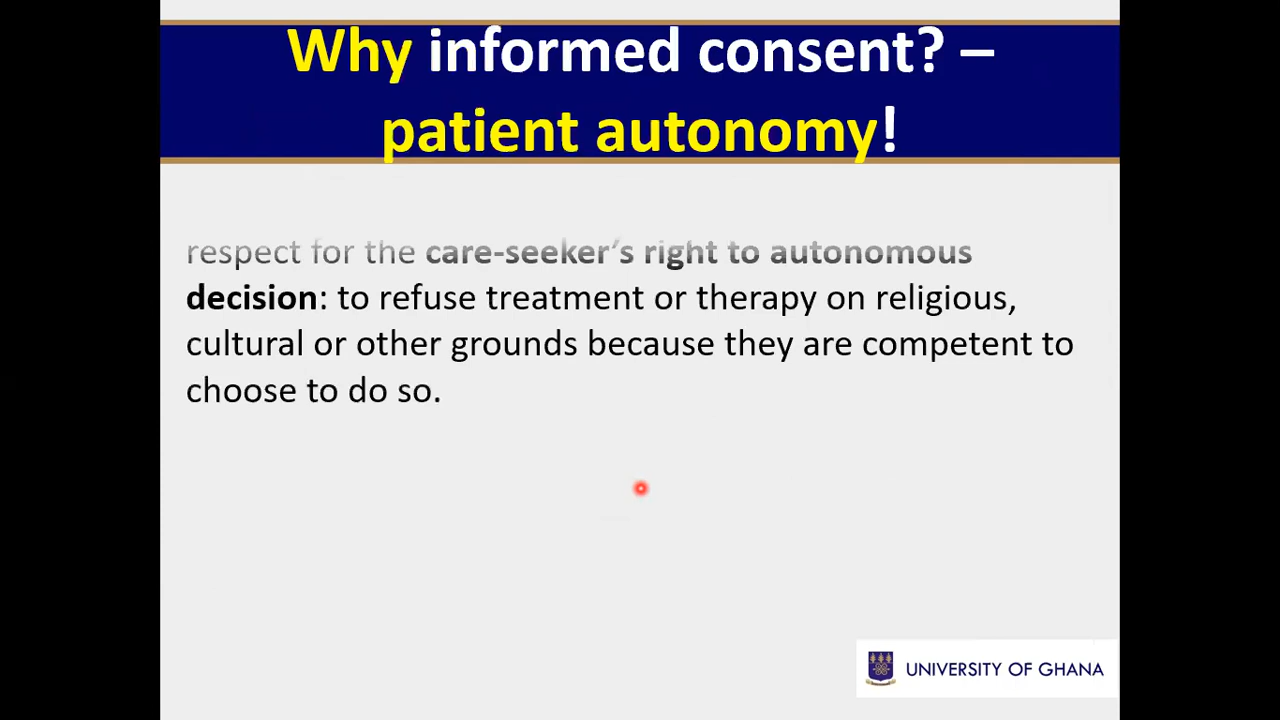 Why informed consent? –
patient autonomy!
respect for the care-seeker’s right to autonomous
decision: to refuse treatment or therapy on religious,
cultural or other grounds because they are competent to
choose to do so.
UNIVERSITY OF GHANA